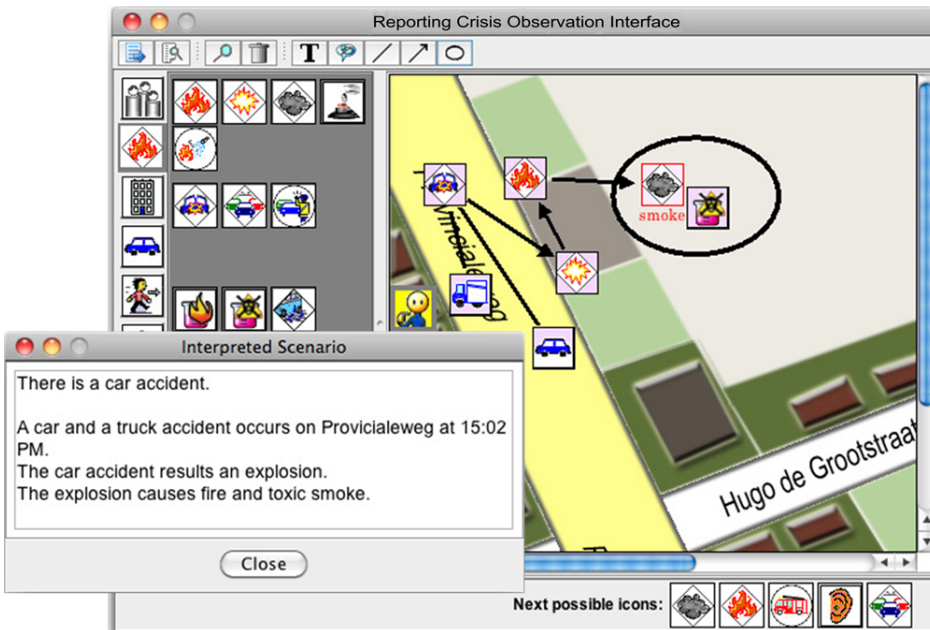 Reporting Crisis Observation Interface
T
smoke
Provincialeweg
Hugo de Grootstraat
Interpreted Scenario
There is a car accident.
A car and a truck accident occurs on Provicialeweg at 15:02
PM.
The car accident results an explosion.
The explosion causes fire and toxic smoke.
Close
Next possible icons: